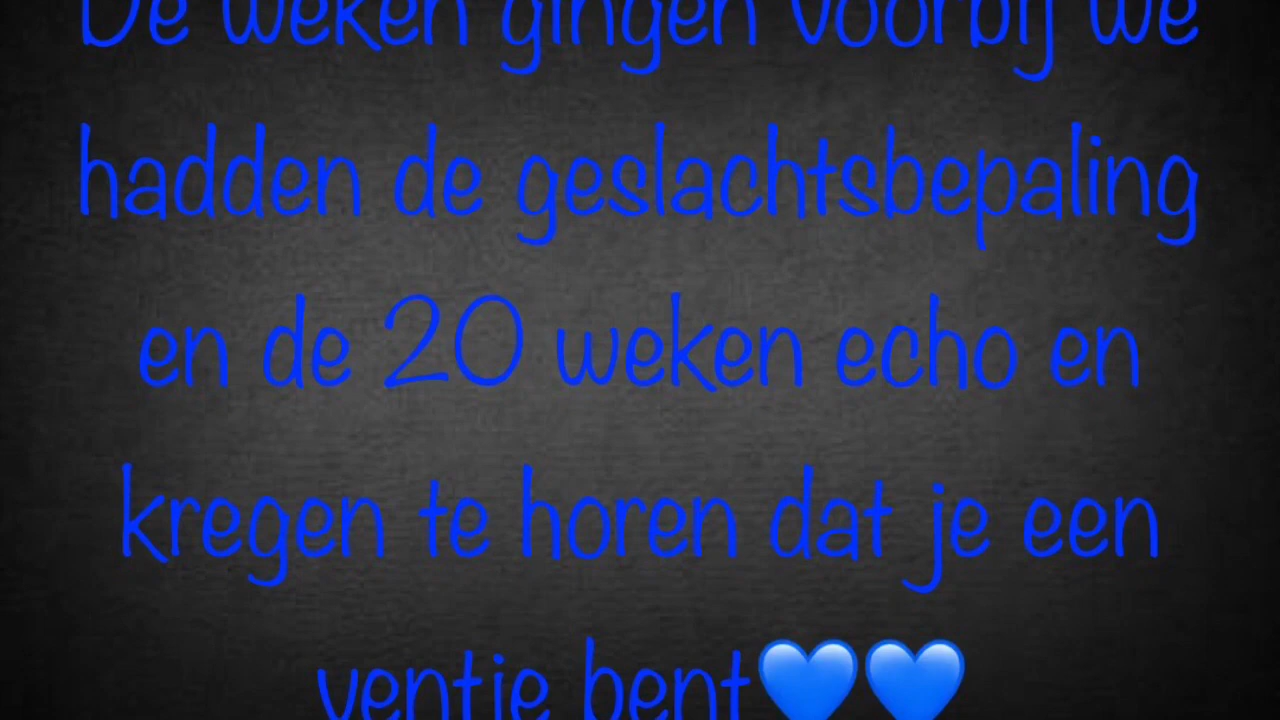 De weken gingen voorbij we
hadden de geslachtsbepaling
en de 20 weken echo en
kregen te horen dat je een
ventje bent💙💙